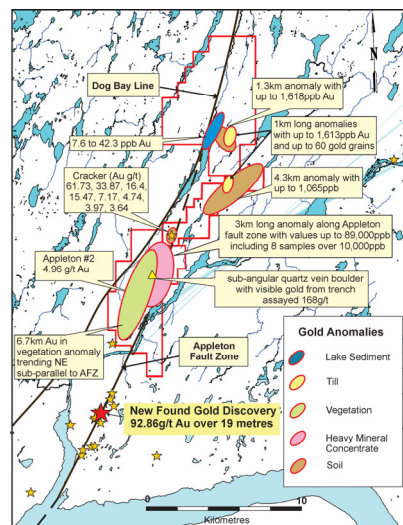 N
Dog Bay Line
1.3km anomaly with
up to 1,618ppb Au
1km long anomalies
with up to 1,613ppb Au
and up to 60 gold grains
7.6 to 42.3 ppb Au
4.3km anomaly with
up to 1,065ppb
Cracker (Au g/t)
61.73, 33.87, 16.4,
15.47, 7.17, 4.74,
3.97, 3.64
3km long anomaly along Appleton
fault zone with values up to 89,000ppb
including 8 samples over 10,000ppb
Appleton #2
4.96 g/t Au
sub-angular quartz vein boulder
with visible gold from trench
assayed 168g/t
6.7km Au in
vegetation anomaly
trending NE
sub-parallel to AFZ
Appleton
Fault Zone
New Found Gold Discovery
92.86g/t Au over 19 metres
Gold Anomalies
Lake Sediment
Till
Vegetation
Heavy Mineral
Concentrate
Soil
0
10
Kilometres